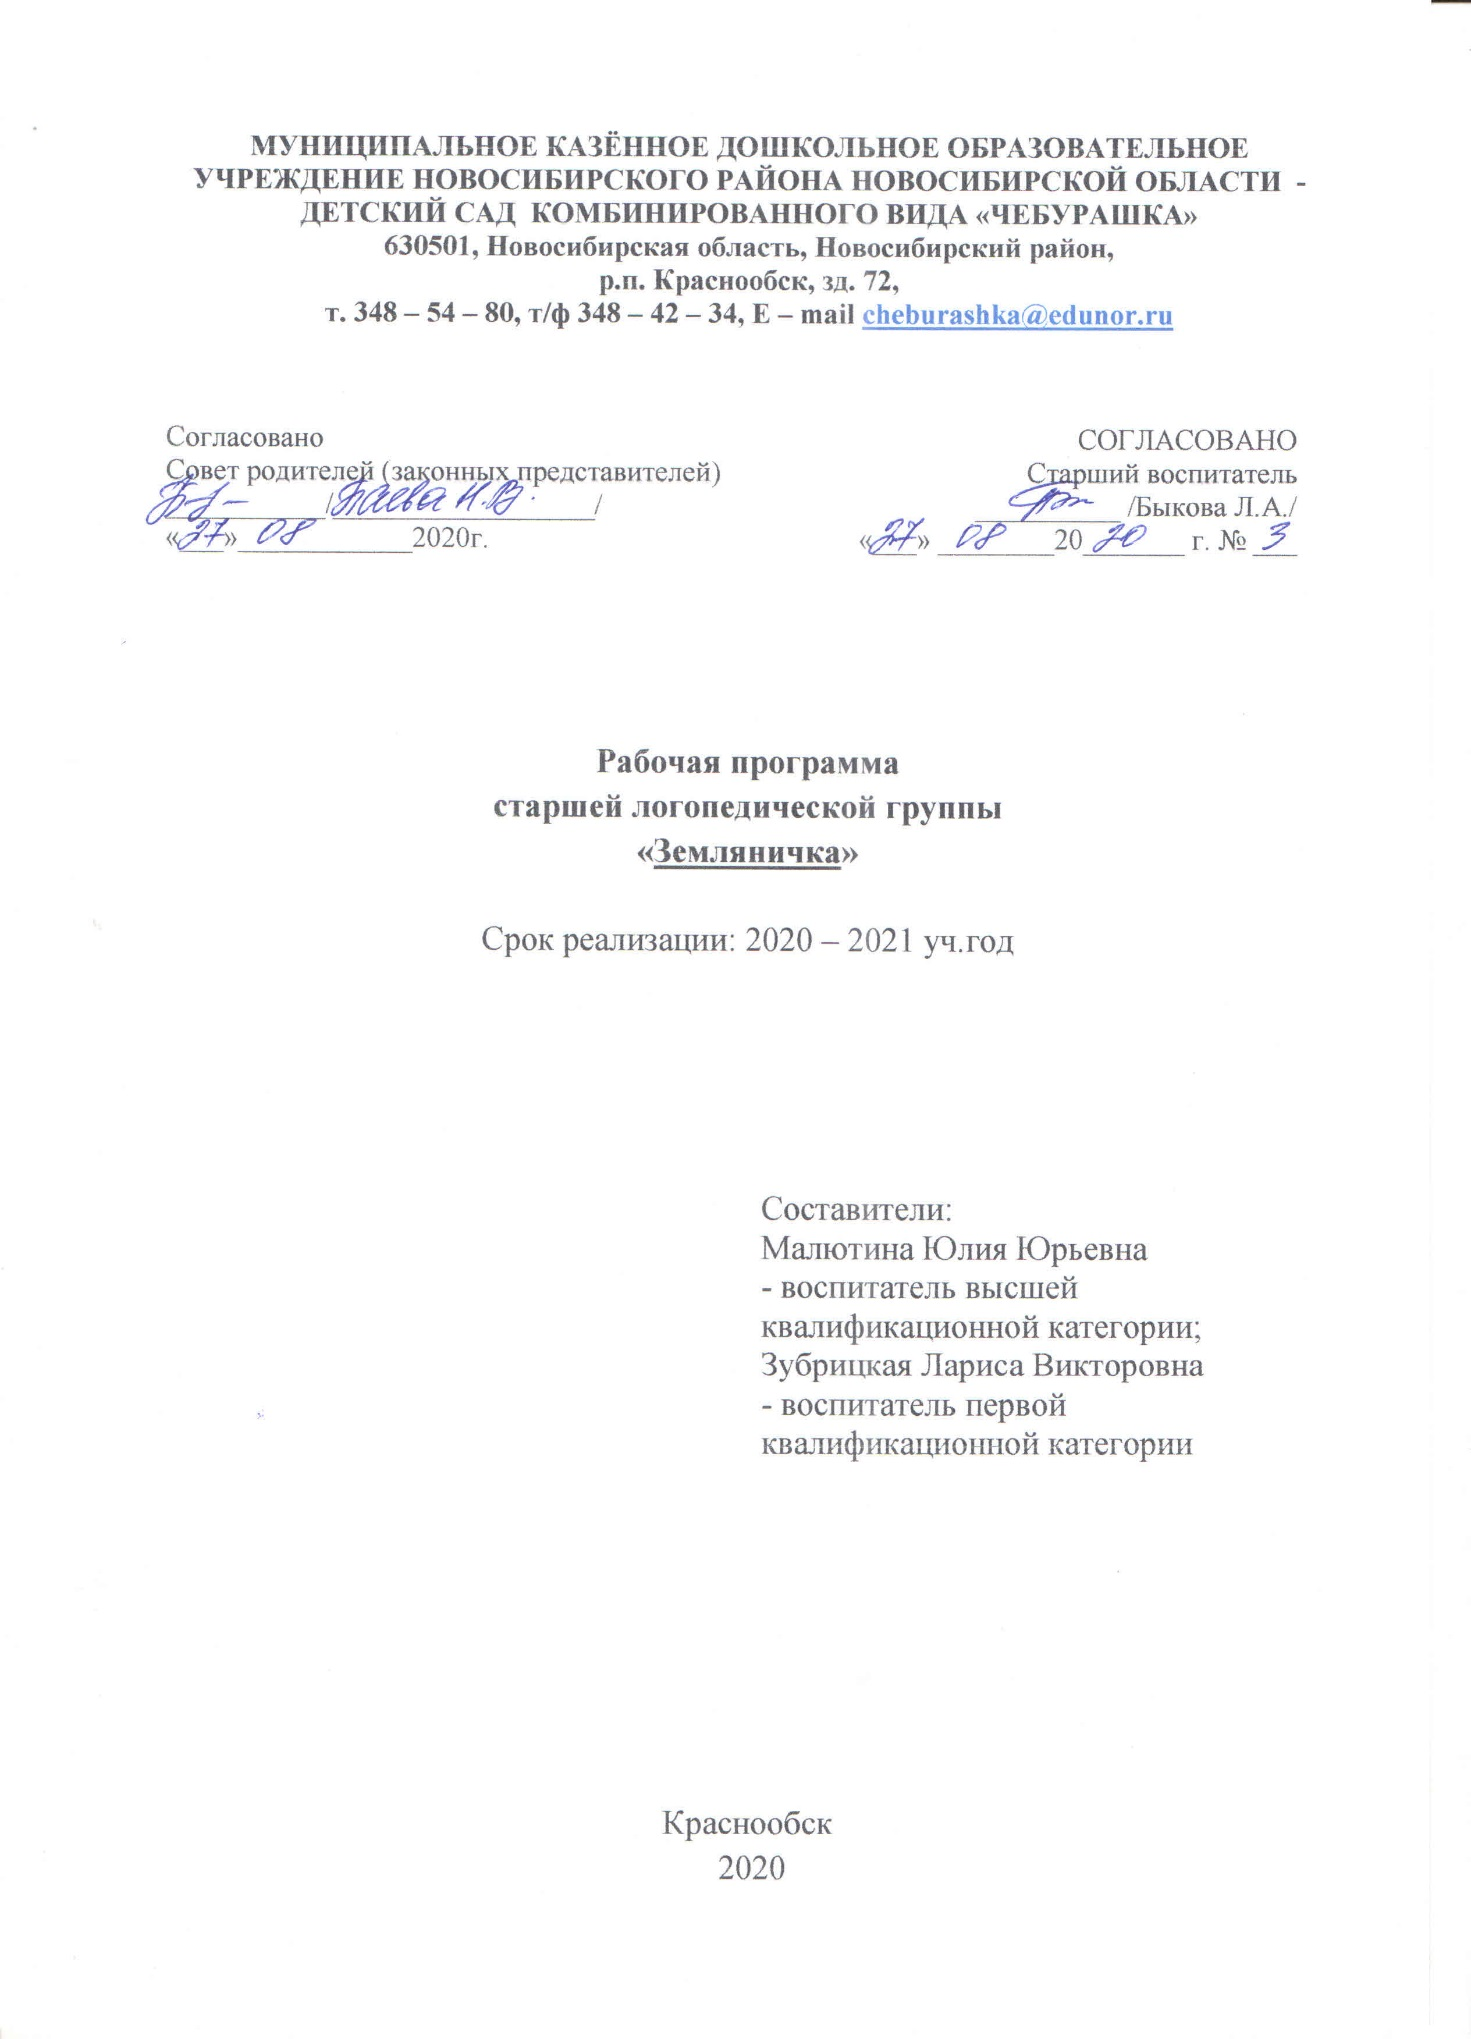 МУНИЦИПАЛЬНОЕ КАЗЁННОЕ ДОШКОЛЬНОЕ ОБРАЗОВАТЕЛЬНОЕ
УЧРЕЖДЕНИЕ НОВОСИБИРСКОГО РАЙОНА НОВОСИБИРСКОЙ ОБЛАСТИ -
ДЕТСКИЙ САД КОМБИНИРОВАННОГО ВИДА «ЧЕБУРАШКА»
630501, Новосибирская область, Новосибирский район,
р.п. Краснообск, зд. 72,
т. 348 – 54 – 80, т/ф 348 – 42 – 34, E – mail cheburashka@edunor.ru
Согласовано
Совет родителей (законных представителей)
/ /
«27» 08 2020г.
СОГЛАСОВАНО
Старший воспитатель
/Быкова Л.А./
«27» 08 2020 г. № 3
Рабочая программа
старшей логопедической группы
«Земляничка»
Срок реализации: 2020 – 2021 уч.год
Составители:
Малютина Юлия Юрьевна
- воспитатель высшей
квалификационной категории;
Зубрицкая Лариса Викторовна
- воспитатель первой
квалификационной категории
Краснообск
2020